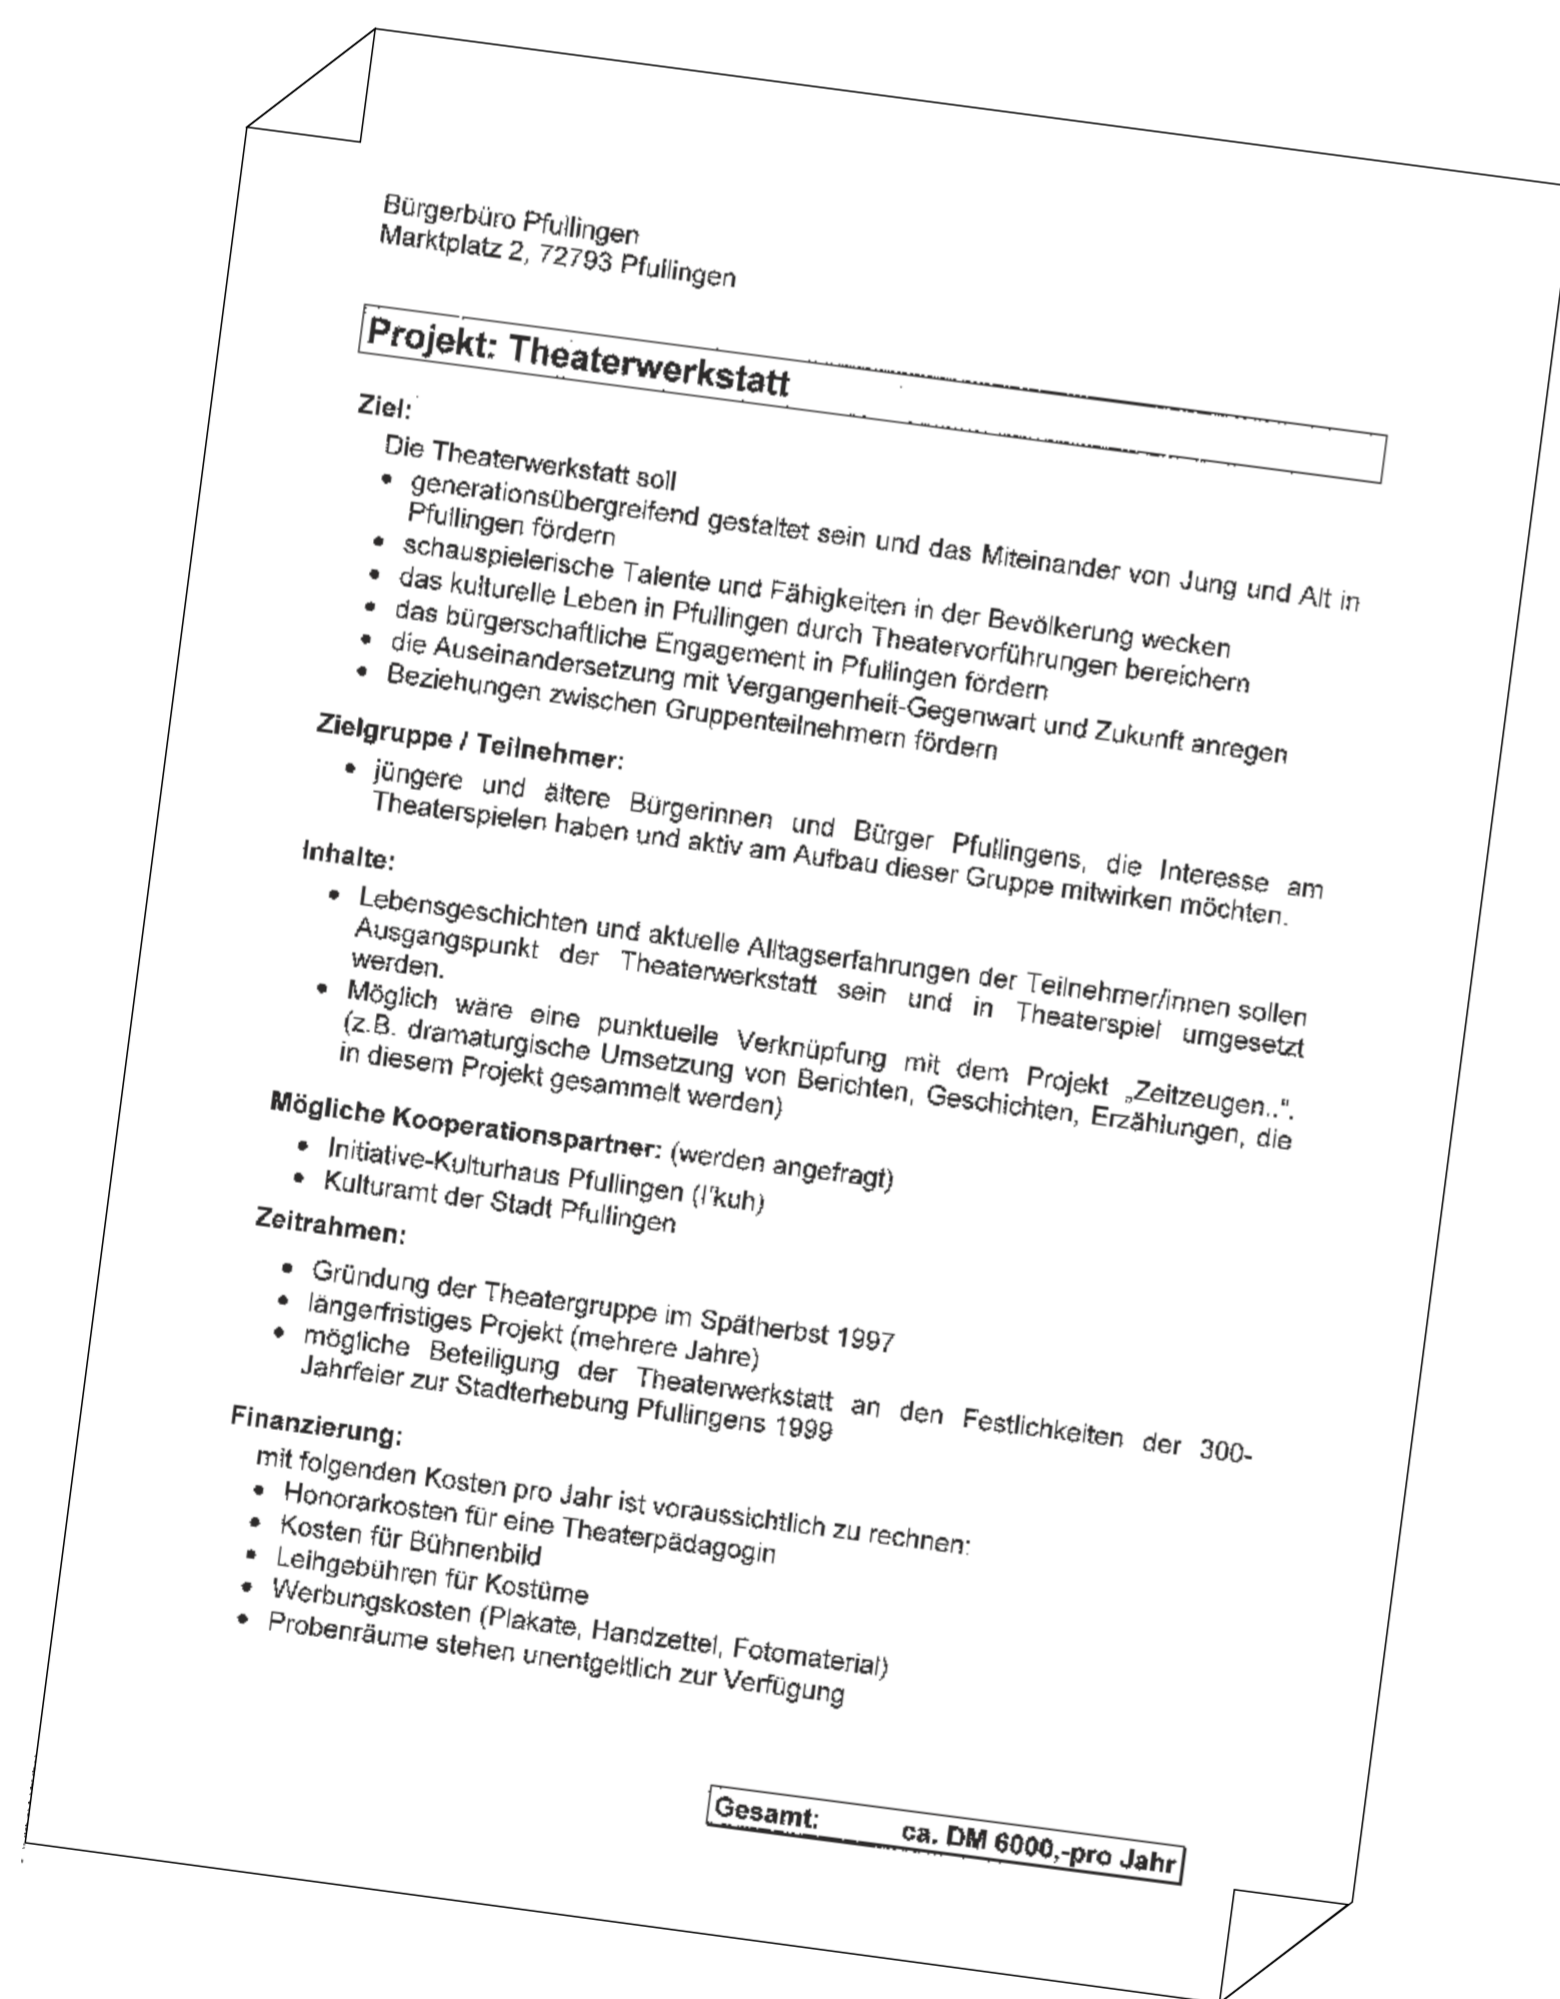 Bürgerbüro Pfullingen
Marktplatz 2, 72793 Pfullingen
Projekt: Theaterwerkstatt
Ziel:
Die Theaterwerkstatt soll
• generationsübergreifend gestaltet sein und das Miteinander von Jung und Alt in
Pfullingen fördern
• schauspielerische Talente und Fähigkeiten in der Bevölkerung wecken
• das kulturelle Leben in Pfullingen durch Theatervorführungen bereichern
• das bürgerschaftliche Engagement in Pfullingen fördern
• die Auseinandersetzung mit Vergangenheit-Gegenwart und Zukunft anregen
• Beziehungen zwischen Gruppenteilnehmern fördern
Zielgruppe / Teilnehmer:
• jüngere und ältere Bürgerinnen und Bürger Pfullingens, die Interesse am
Theaterspielen haben und aktiv am Aufbau dieser Gruppe mitwirken möchten.
Inhalte:
• Lebensgeschichten und aktuelle Alltagserfahrungen der Teilnehmer/innen sollen
Ausgangspunkt der Theaterwerkstatt sein und in Theaterspiel umgesetzt
werden.
• Möglich wäre eine punktuelle Verknüpfung mit dem Projekt „Zeitzeugen..“.
(z.B. dramaturgische Umsetzung von Berichten, Geschichten, Erzählungen, die
in diesem Projekt gesammelt werden)
Mögliche Kooperationspartner: (werden angefragt)
• Initiative-Kulturhaus Pfullingen (I'kuh)
• Kulturamt der Stadt Pfullingen
Zeitrahmen:
• Gründung der Theatergruppe im Spätherbst 1997
• längerfristiges Projekt (mehrere Jahre)
• mögliche Beteiligung der Theaterwerkstatt an den Festlichkeiten der 300-
Jahrfeier zur Stadterhebung Pfullingens 1999
Finanzierung:
mit folgenden Kosten pro Jahr ist voraussichtlich zu rechnen:
• Honorarkosten für eine Theaterpädagogin
• Kosten für Bühnenbild
• Leihgebühren für Kostüme
• Werbungskosten (Plakate, Handzettel, Fotomaterial)
• Probenräume stehen unentgeltlich zur Verfügung
Gesamt: ca. DM 6000,-pro Jahr